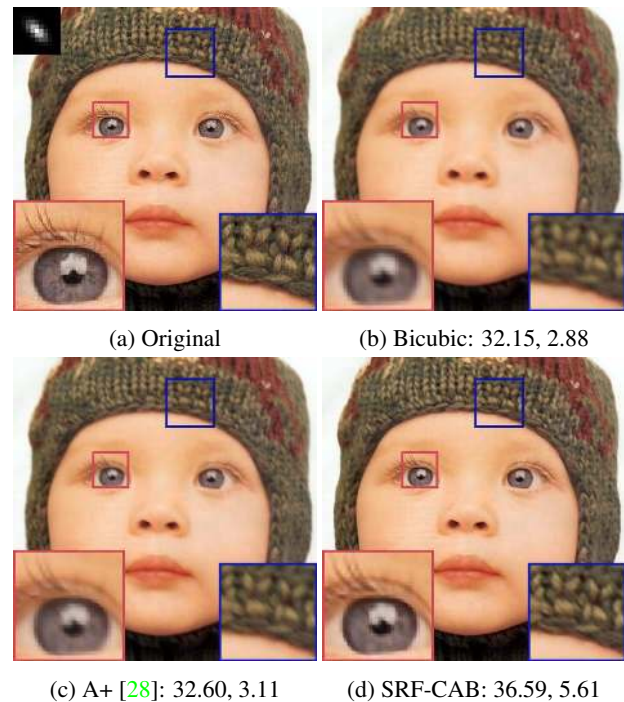 (a) Original
(b) Bicubic: 32.15, 2.88
(c) A+ [28]: 32.60, 3.11
(d) SRF-CAB: 36.59, 5.61